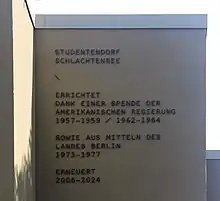 STUDENTENDORF
SCHLACHTENSEE
\
ERRICHTET
DANK EINER SPENDE DER
AMERIKANISCHEN REGIERUNG
1957-1959 / 1962-1964
SOWIE AUS MITTELN DES
LANDES BERLIN
1973-1977
ERNEUERT
2006-2024